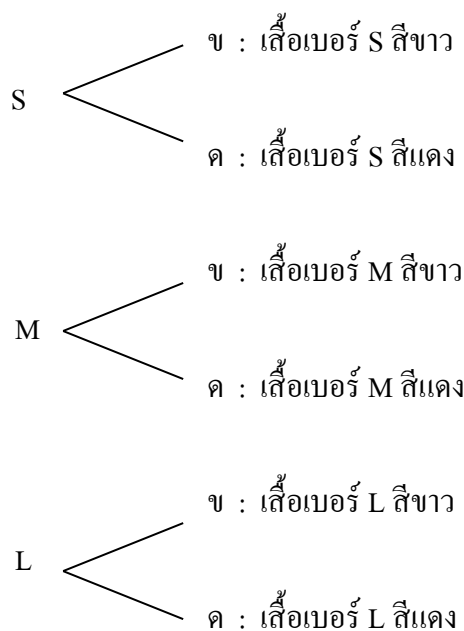 ข : เสื้อเบอร์ S สีขาว
S
ด : เสื้อเบอร์ S สีแดง
ข : เสื้อเบอร์ M สีขาว
M
ด : เสื้อเบอร์ M สีแดง
ข : เสื้อเบอร์ L สีขาว
L
ด : เสื้อเบอร์ L สีแดง